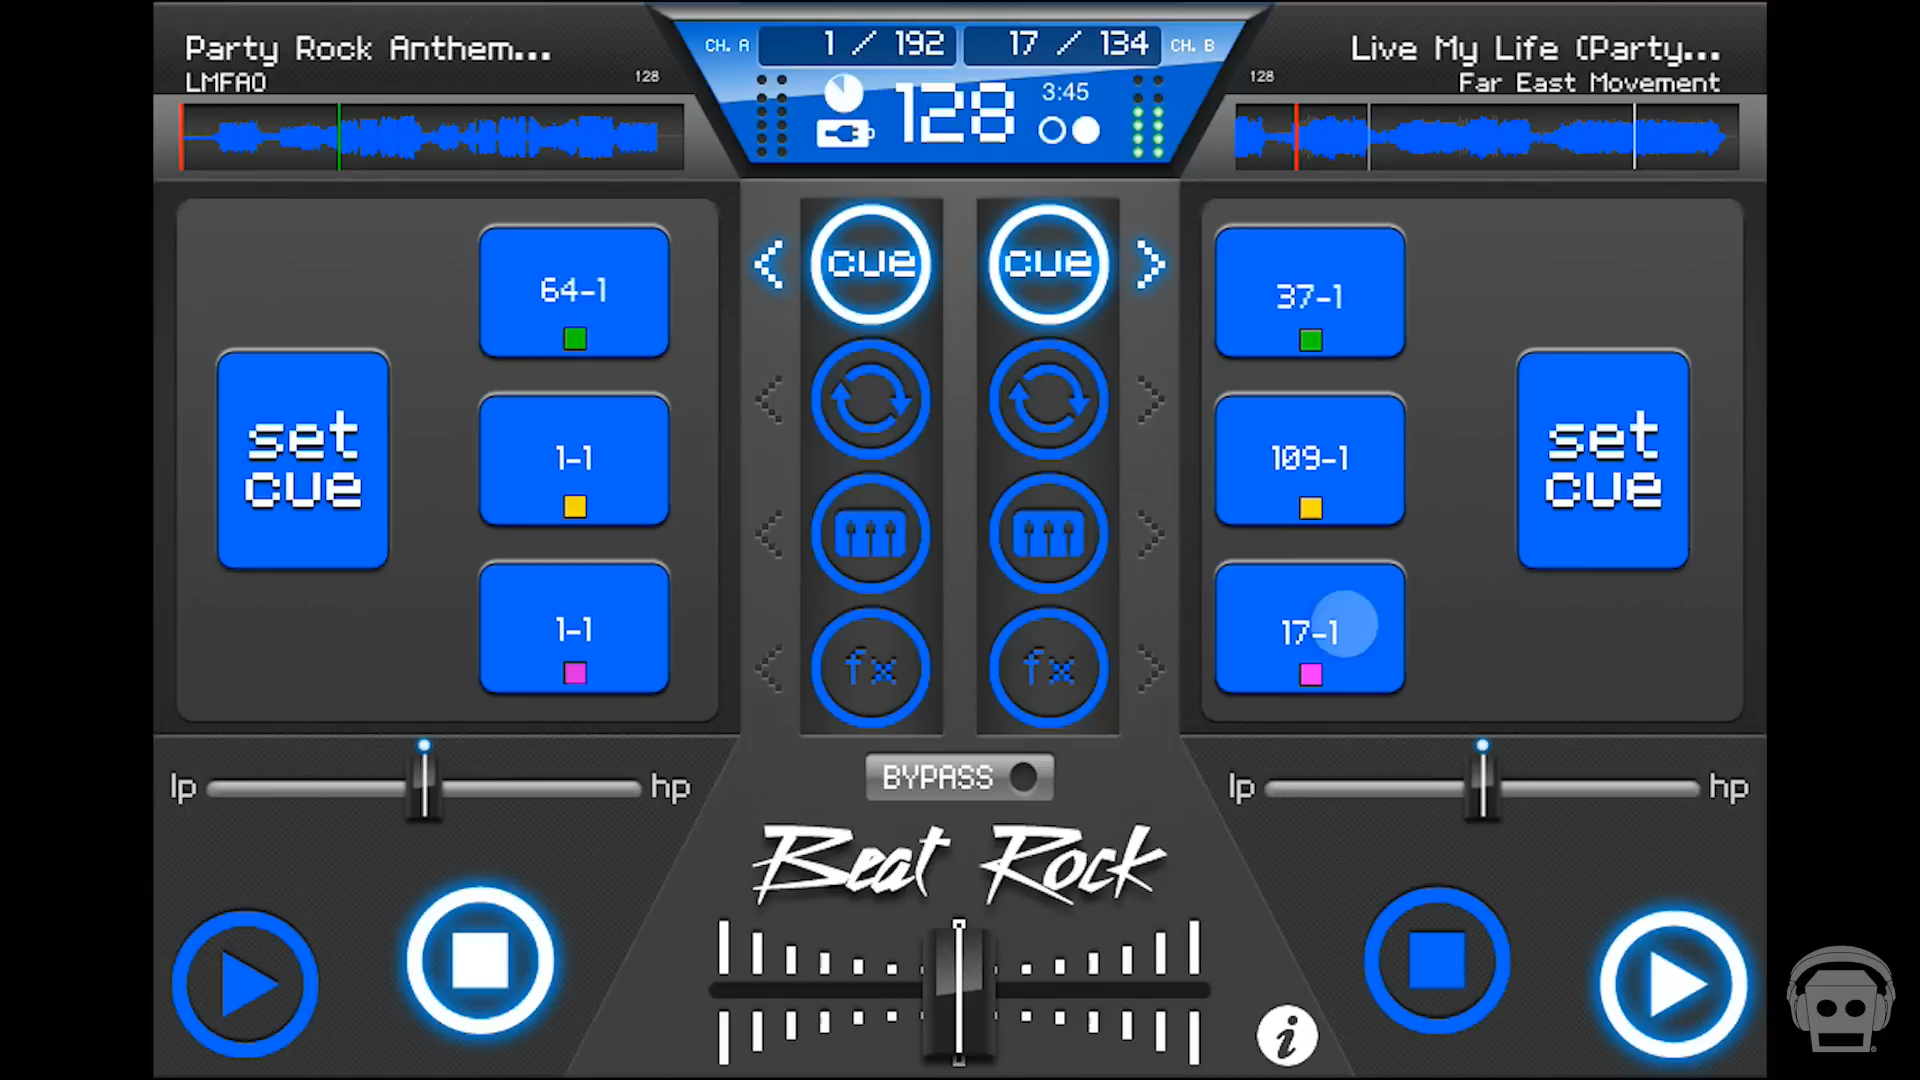 Party Rock Anthem...
LMFAO
128
CH. A
1 / 192
17 / 134
CH. B
128
3:45
128
Live My Life (Party...
Far East Movement
set
cue
64-1
1-1
1-1
cue
cue
fx
fx
37-1
109-1
17-1
set
cue
lp
hp
BYPASS
lp
hp
Beat Rock
i